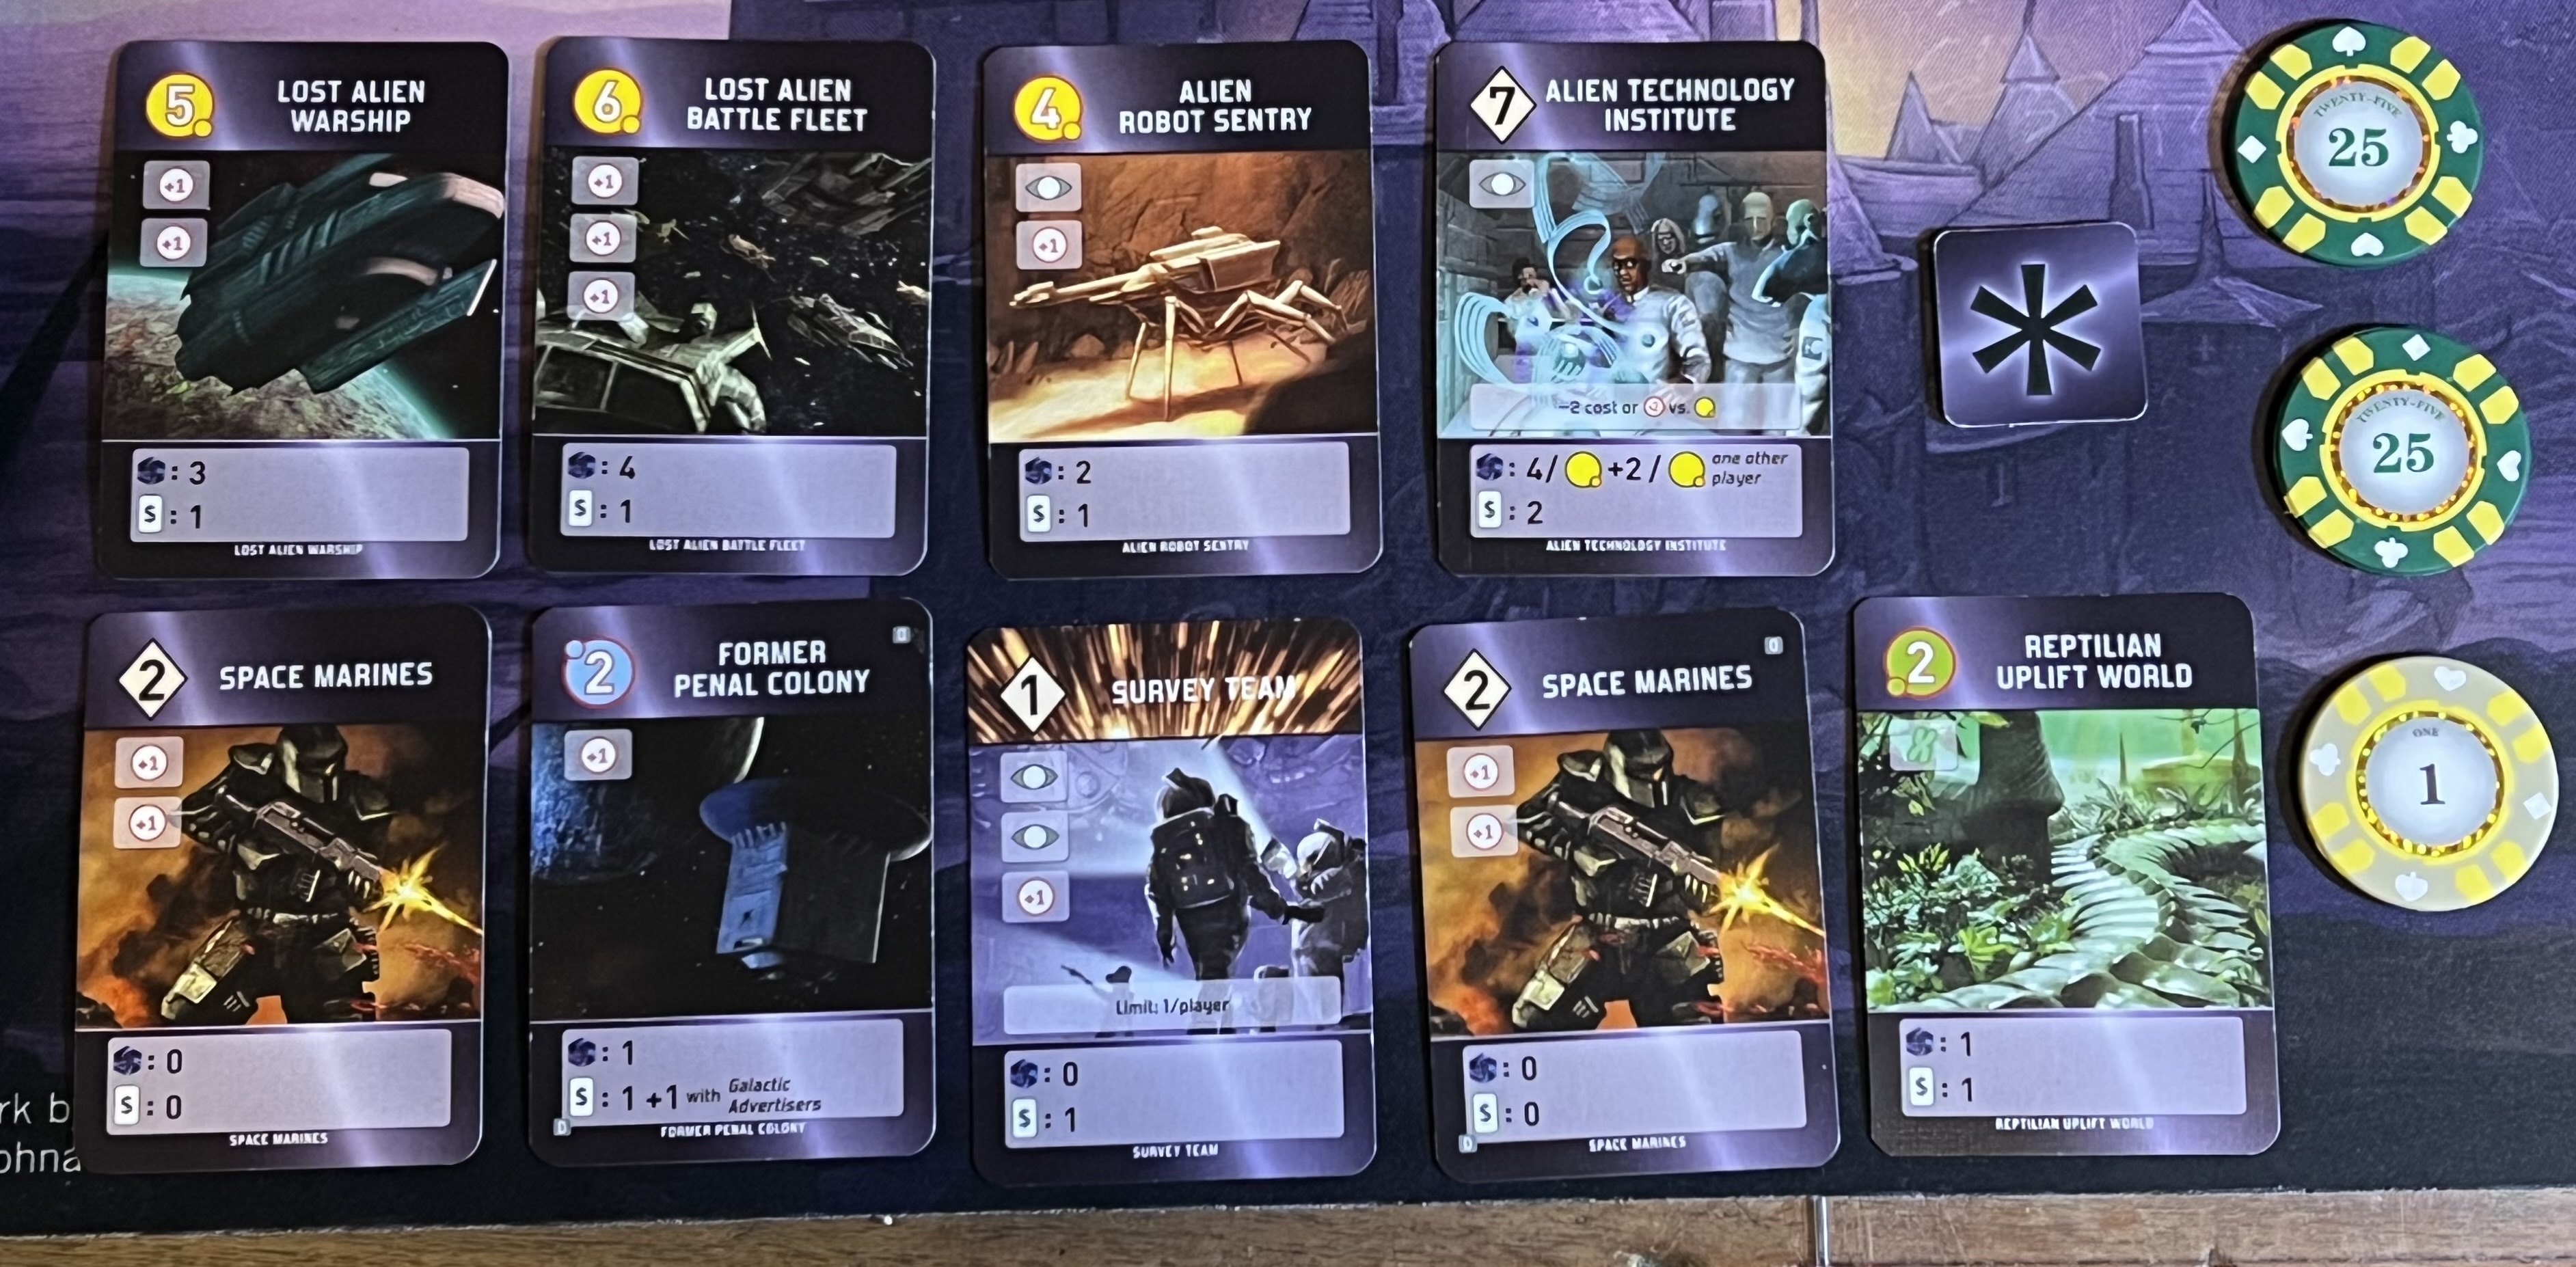 5
LOST ALIEN
WARSHIP
+1
+1
: 3
$ : 1
LOST ALIEN WARSHIP
6
LOST ALIEN
BATTLE FLEET
+1
+1
+1
: 4
$ : 1
LOST ALIEN BATTLE FLEET
4
ALIEN
ROBOT SENTRY
+1
: 2
$ : 1
ALIEN ROBOT SENTRY
7
ALIEN TECHNOLOGY
INSTITUTE
-2 cost or vs.
: 4/ +2 / one other
player
$ : 2
ALIEN TECHNOLOGY INSTITUTE
*
TWENTY-FIVE
25
TWENTY-FIVE
25
ONE
1
2
SPACE MARINES
+1
+1
: 0
$ : 0
SPACE MARINES
2
FORMER
PENAL COLONY
+1
: 1
$ : 1 +1 with Galactic
Advertisers
D
FORMER PENAL COLONY
1
SURVEY TEAM
+1
Limit: 1/player
: 0
$ : 1
SURVEY TEAM
2
SPACE MARINES
+1
+1
: 0
$ : 0
D
SPACE MARINES
2
REPTILIAN
UPLIFT WORLD
: 1
$ : 1
REPTILIAN UPLIFT WORLD
rk b
ohna